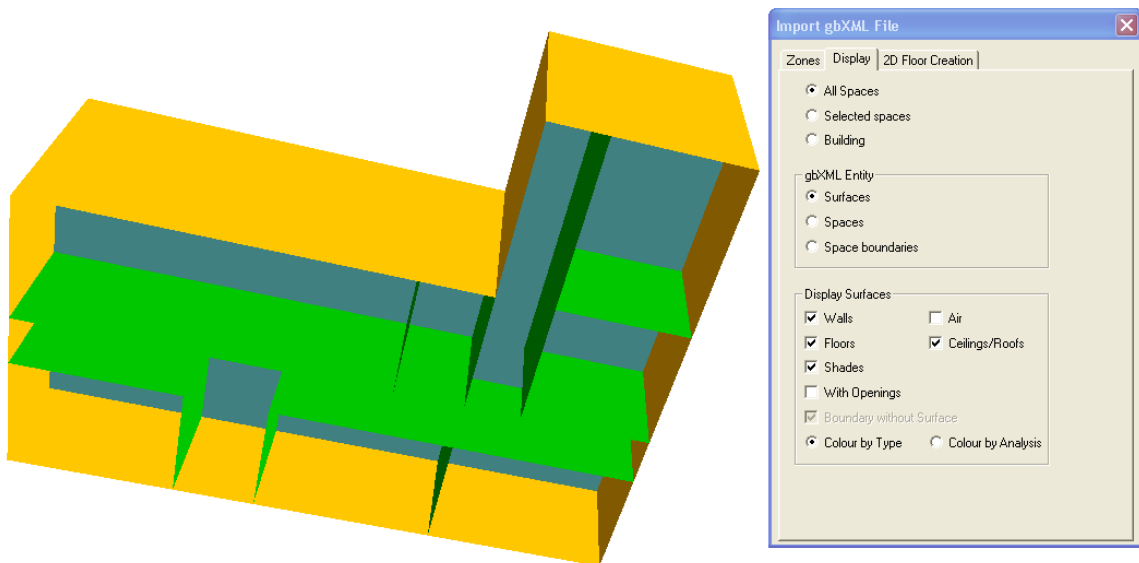 Import gbXML File
Zones Display 2D Floor Creation
All Spaces
Selected spaces
Building
gbXML Entity
Surfaces
Spaces
Space boundaries
Display Surfaces
Walls Air
Floors Ceilings/Roofs
Shades
With Openings
Boundary without Surface
Colour by Type Colour by Analysis